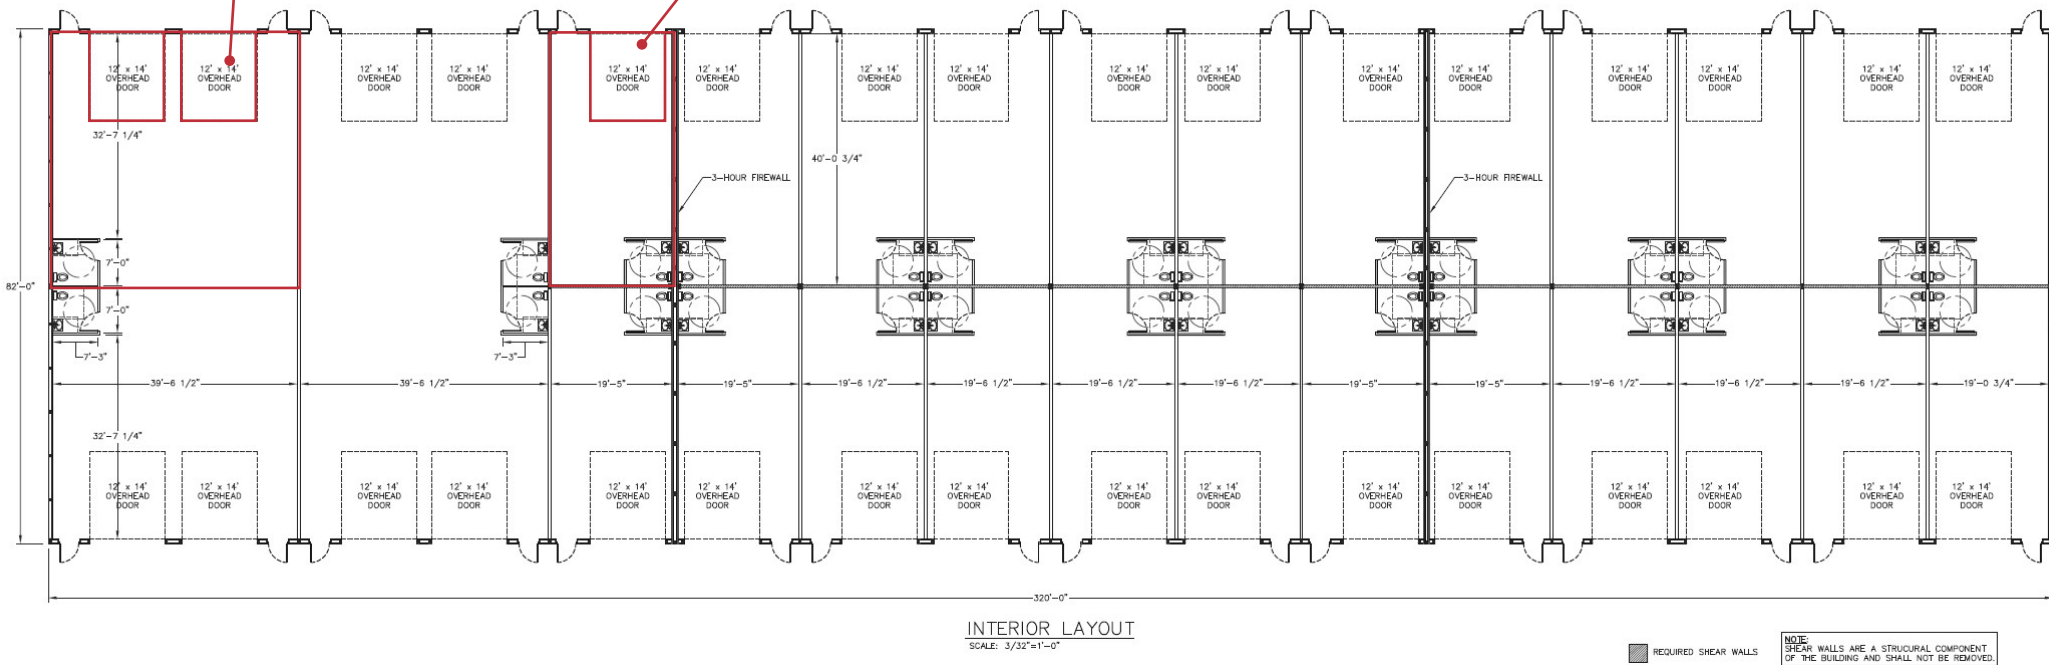 12' x 14' 12' x 14' 12' x 14' 12' x 14' 12' x 14' 12' x 14' 12' x 14' 12' x 14' 12' x 14' 12' x 14' 12' x 14' 12' x 14' 12' x 14' 12' x 14' 12' x 14' 12' x 14'
OVERHEAD OVERHEAD OVERHEAD OVERHEAD OVERHEAD OVERHEAD OVERHEAD OVERHEAD OVERHEAD OVERHEAD OVERHEAD OVERHEAD OVERHEAD OVERHEAD OVERHEAD OVERHEAD
DOOR DOOR DOOR DOOR DOOR DOOR DOOR DOOR DOOR DOOR DOOR DOOR DOOR DOOR DOOR DOOR
32'-7 1/4"
40'-0 3/4"
3-HOUR FIREWALL 3-HOUR FIREWALL
7'-0"
82'-0"
7'-0"
7'-3" 7'-3"
39'-6 1/2" 39'-6 1/2" 19'-5" 19'-5" 19'-6 1/2" 19'-6 1/2" 19'-6 1/2" 19'-6 1/2" 19'-5" 19'-5" 19'-6 1/2" 19'-6 1/2" 19'-6 1/2" 19'-0 3/4"
32'-7 1/4"
12' x 14' 12' x 14' 12' x 14' 12' x 14' 12' x 14' 12' x 14' 12' x 14' 12' x 14' 12' x 14' 12' x 14' 12' x 14' 12' x 14' 12' x 14' 12' x 14' 12' x 14' 12' x 14'
OVERHEAD OVERHEAD OVERHEAD OVERHEAD OVERHEAD OVERHEAD OVERHEAD OVERHEAD OVERHEAD OVERHEAD OVERHEAD OVERHEAD OVERHEAD OVERHEAD OVERHEAD OVERHEAD
DOOR DOOR DOOR DOOR DOOR DOOR DOOR DOOR DOOR DOOR DOOR DOOR DOOR DOOR DOOR DOOR
320'-0"
INTERIOR LAYOUT
SCALE: 3/32"=1'-0"
REQUIRED SHEAR WALLS
NOTE:
SHEAR WALLS ARE A STRUCURAL COMPONENT
OF THE BUILDING AND SHALL NOT BE REMOVED.